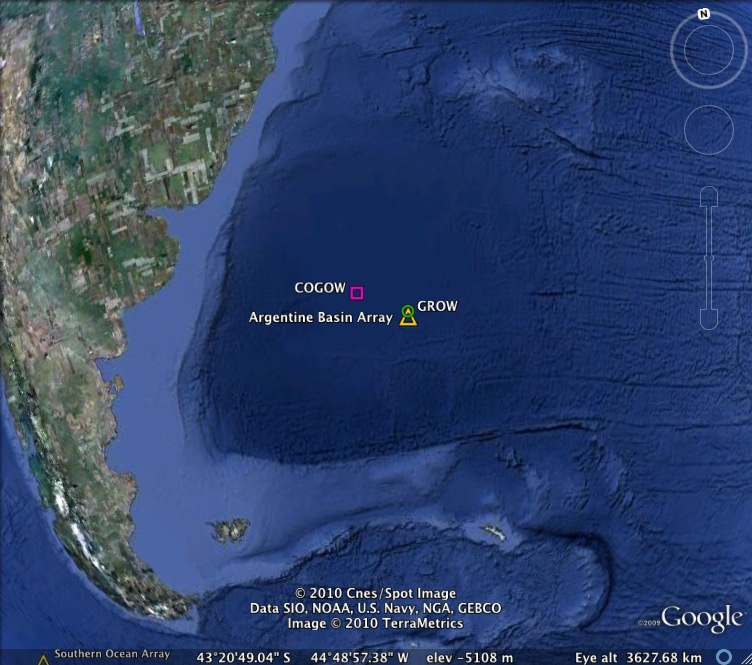 N
COGOW
GROW
Argentine Basin Array
© 2010 Cnes/Spot Image
Data SIO, NOAA, U.S. Navy, NGA, GEBCO
Image © 2010 TerraMetrics
©2009 Google
Southern Ocean Array
43°20'49.04" S 44°48'57.38" W elev -5108 m Eye alt 3627.68 km